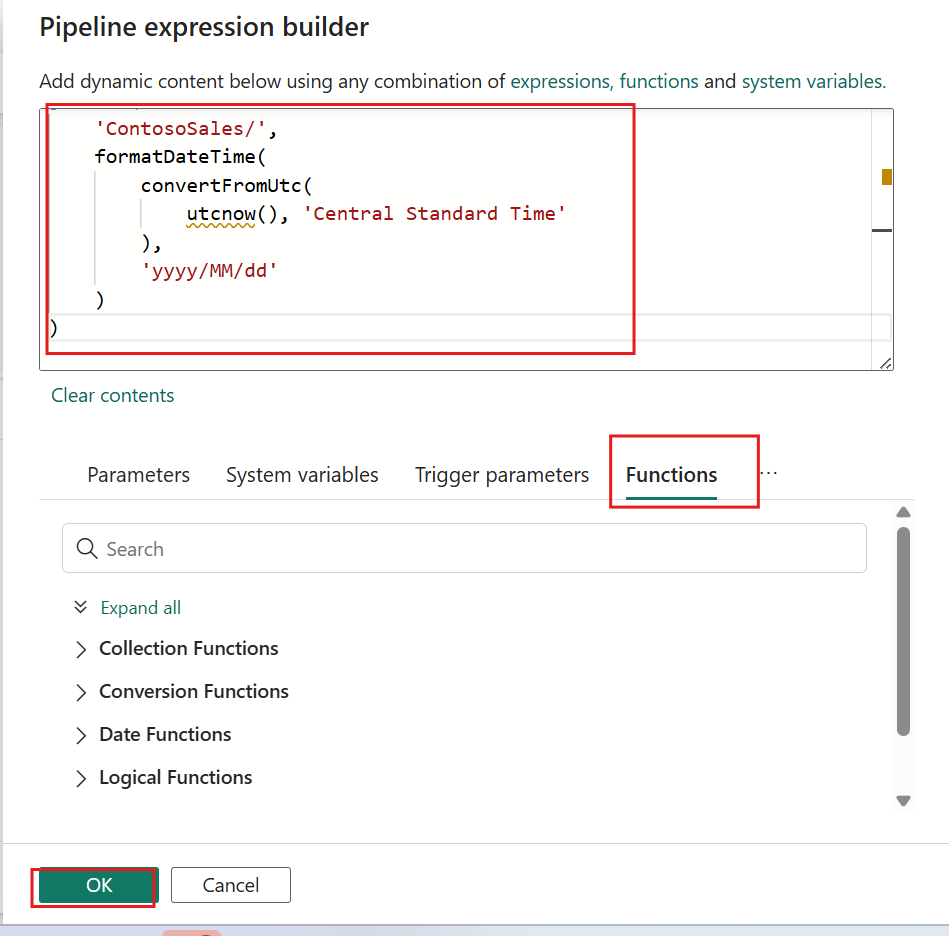 Pipeline expression builder
Add dynamic content below using any combination of expressions, functions and system variables.
'ContosoSales/',
formatDateTime(
convertFromUtc(
utcnow(), 'Central Standard Time'
),
'yyyy/MM/dd'
)
)
Clear contents
Parameters System variables Trigger parameters Functions ...
Search
Expand all
Collection Functions
Conversion Functions
Date Functions
Logical Functions
OK Cancel